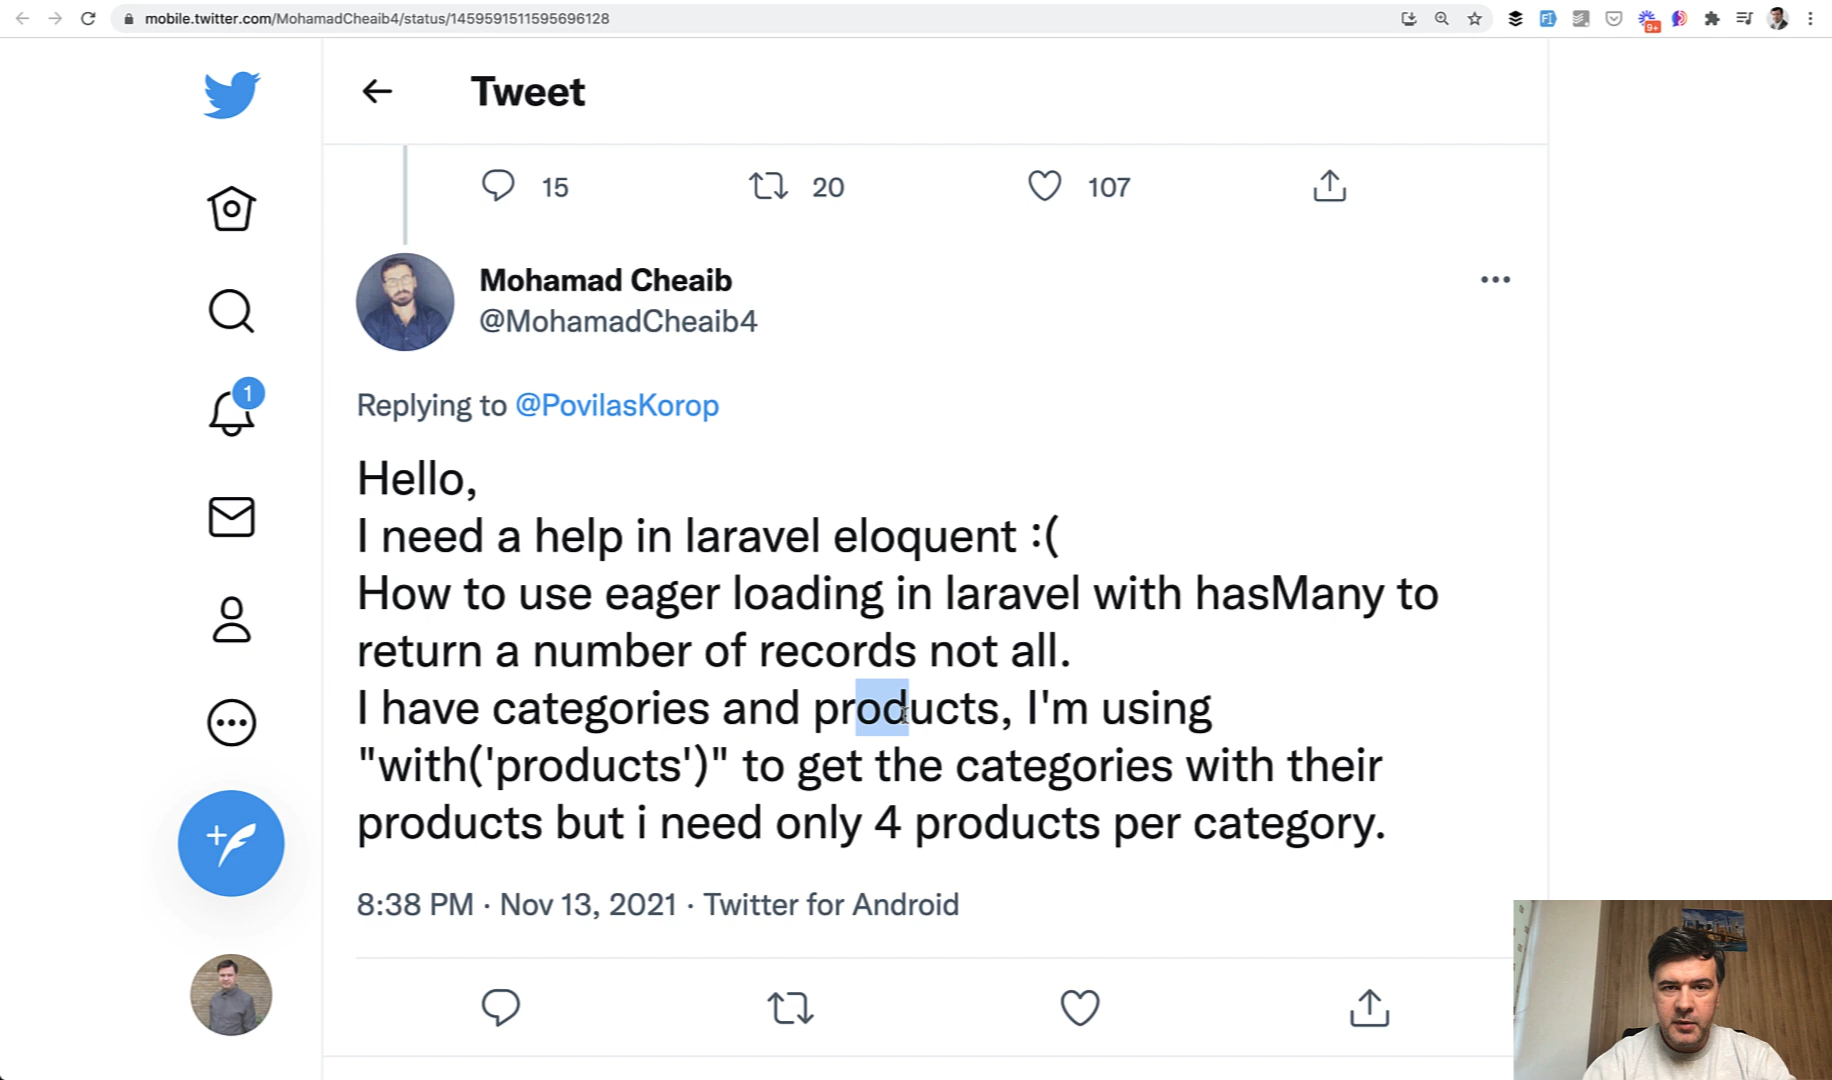 mobile.twitter.com/MohamadCheaib4/status/1459591511595696128
9+
Tweet
15
20
107
Mohamad Cheaib
@MohamadCheaib4
1
Replying to @PovilasKorop
Hello,
I need a help in laravel eloquent :(
How to use eager loading in laravel with hasMany to
return a number of records not all.
I have categories and products, I'm using
"with('products')" to get the categories with their
products but i need only 4 products per category.
8:38 PM · Nov 13, 2021 · Twitter for Android